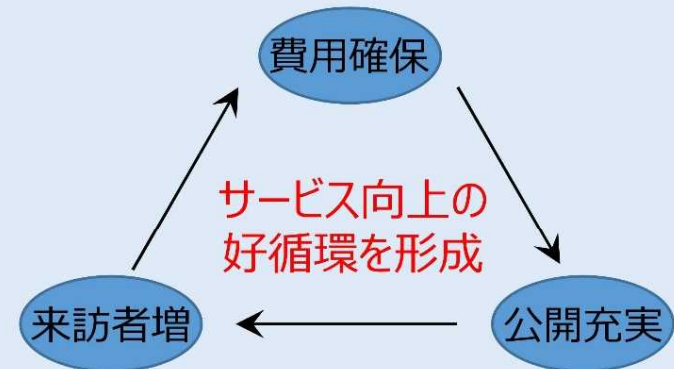 費用確保
サービス向上の
好循環を形成
来訪者増
公開充実